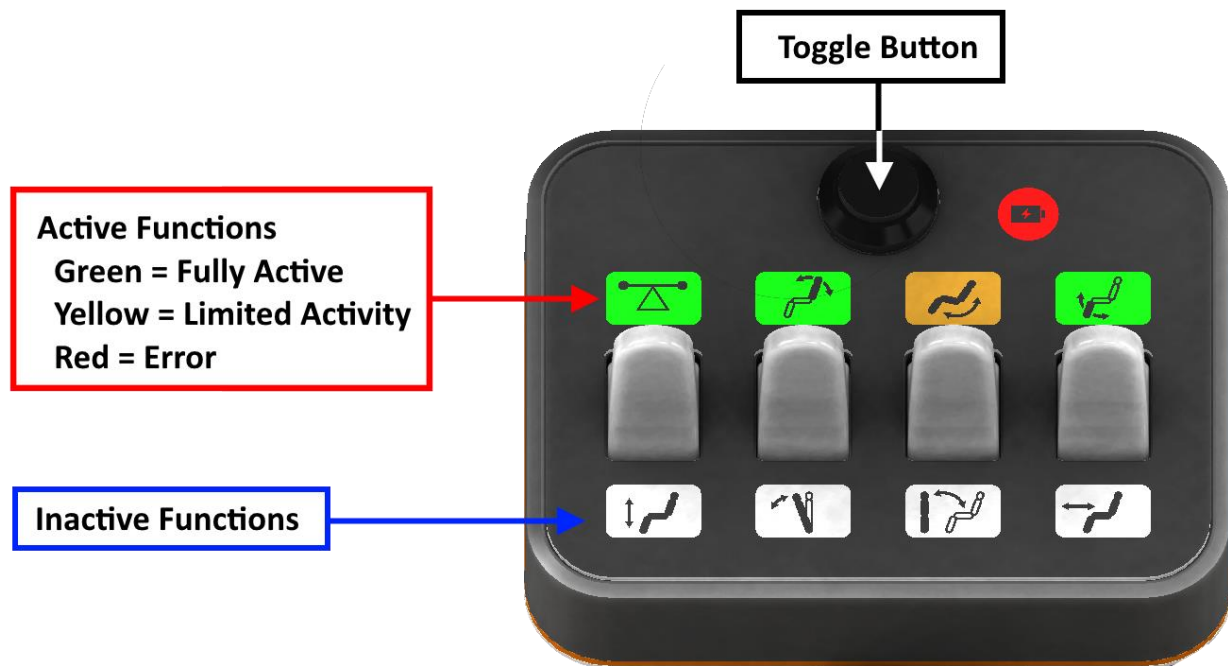 Toggle Button
Active Functions
Green = Fully Active
Yellow = Limited Activity
Red = Error
Inactive Functions